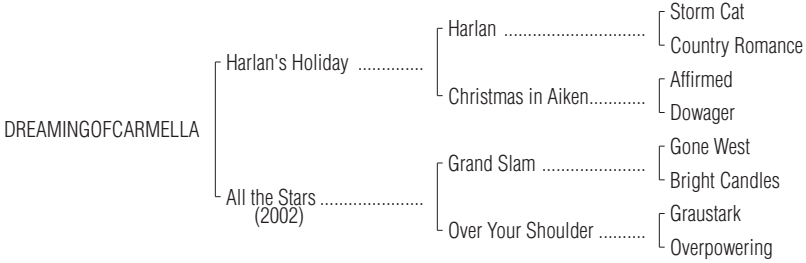 Storm Cat
Harlan ..............................
Country Romance
Harlan's Holiday ..............
Affirmed
Christmas in Aiken............
Dowager
DREAMINGOFCARMELLA
Gone West
Grand Slam ......................
Bright Candles
All the Stars ......................
(2002)
Graustark
Over Your Shoulder ..........
Overpowering